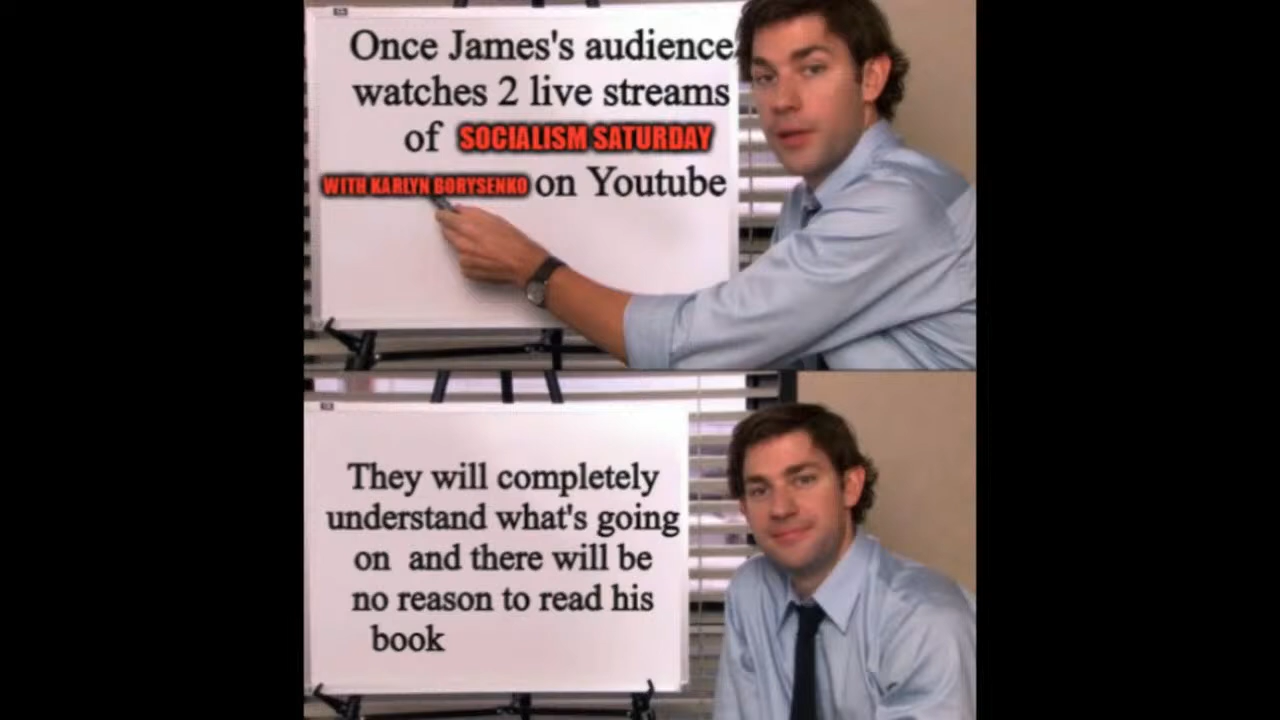 Once James's audience
watches 2 live streams
of SOCIALISM SATURDAY
WITH KARLYN BORYSENKO on Youtube
They will completely
understand what's going
on and there will be
no reason to read his
book